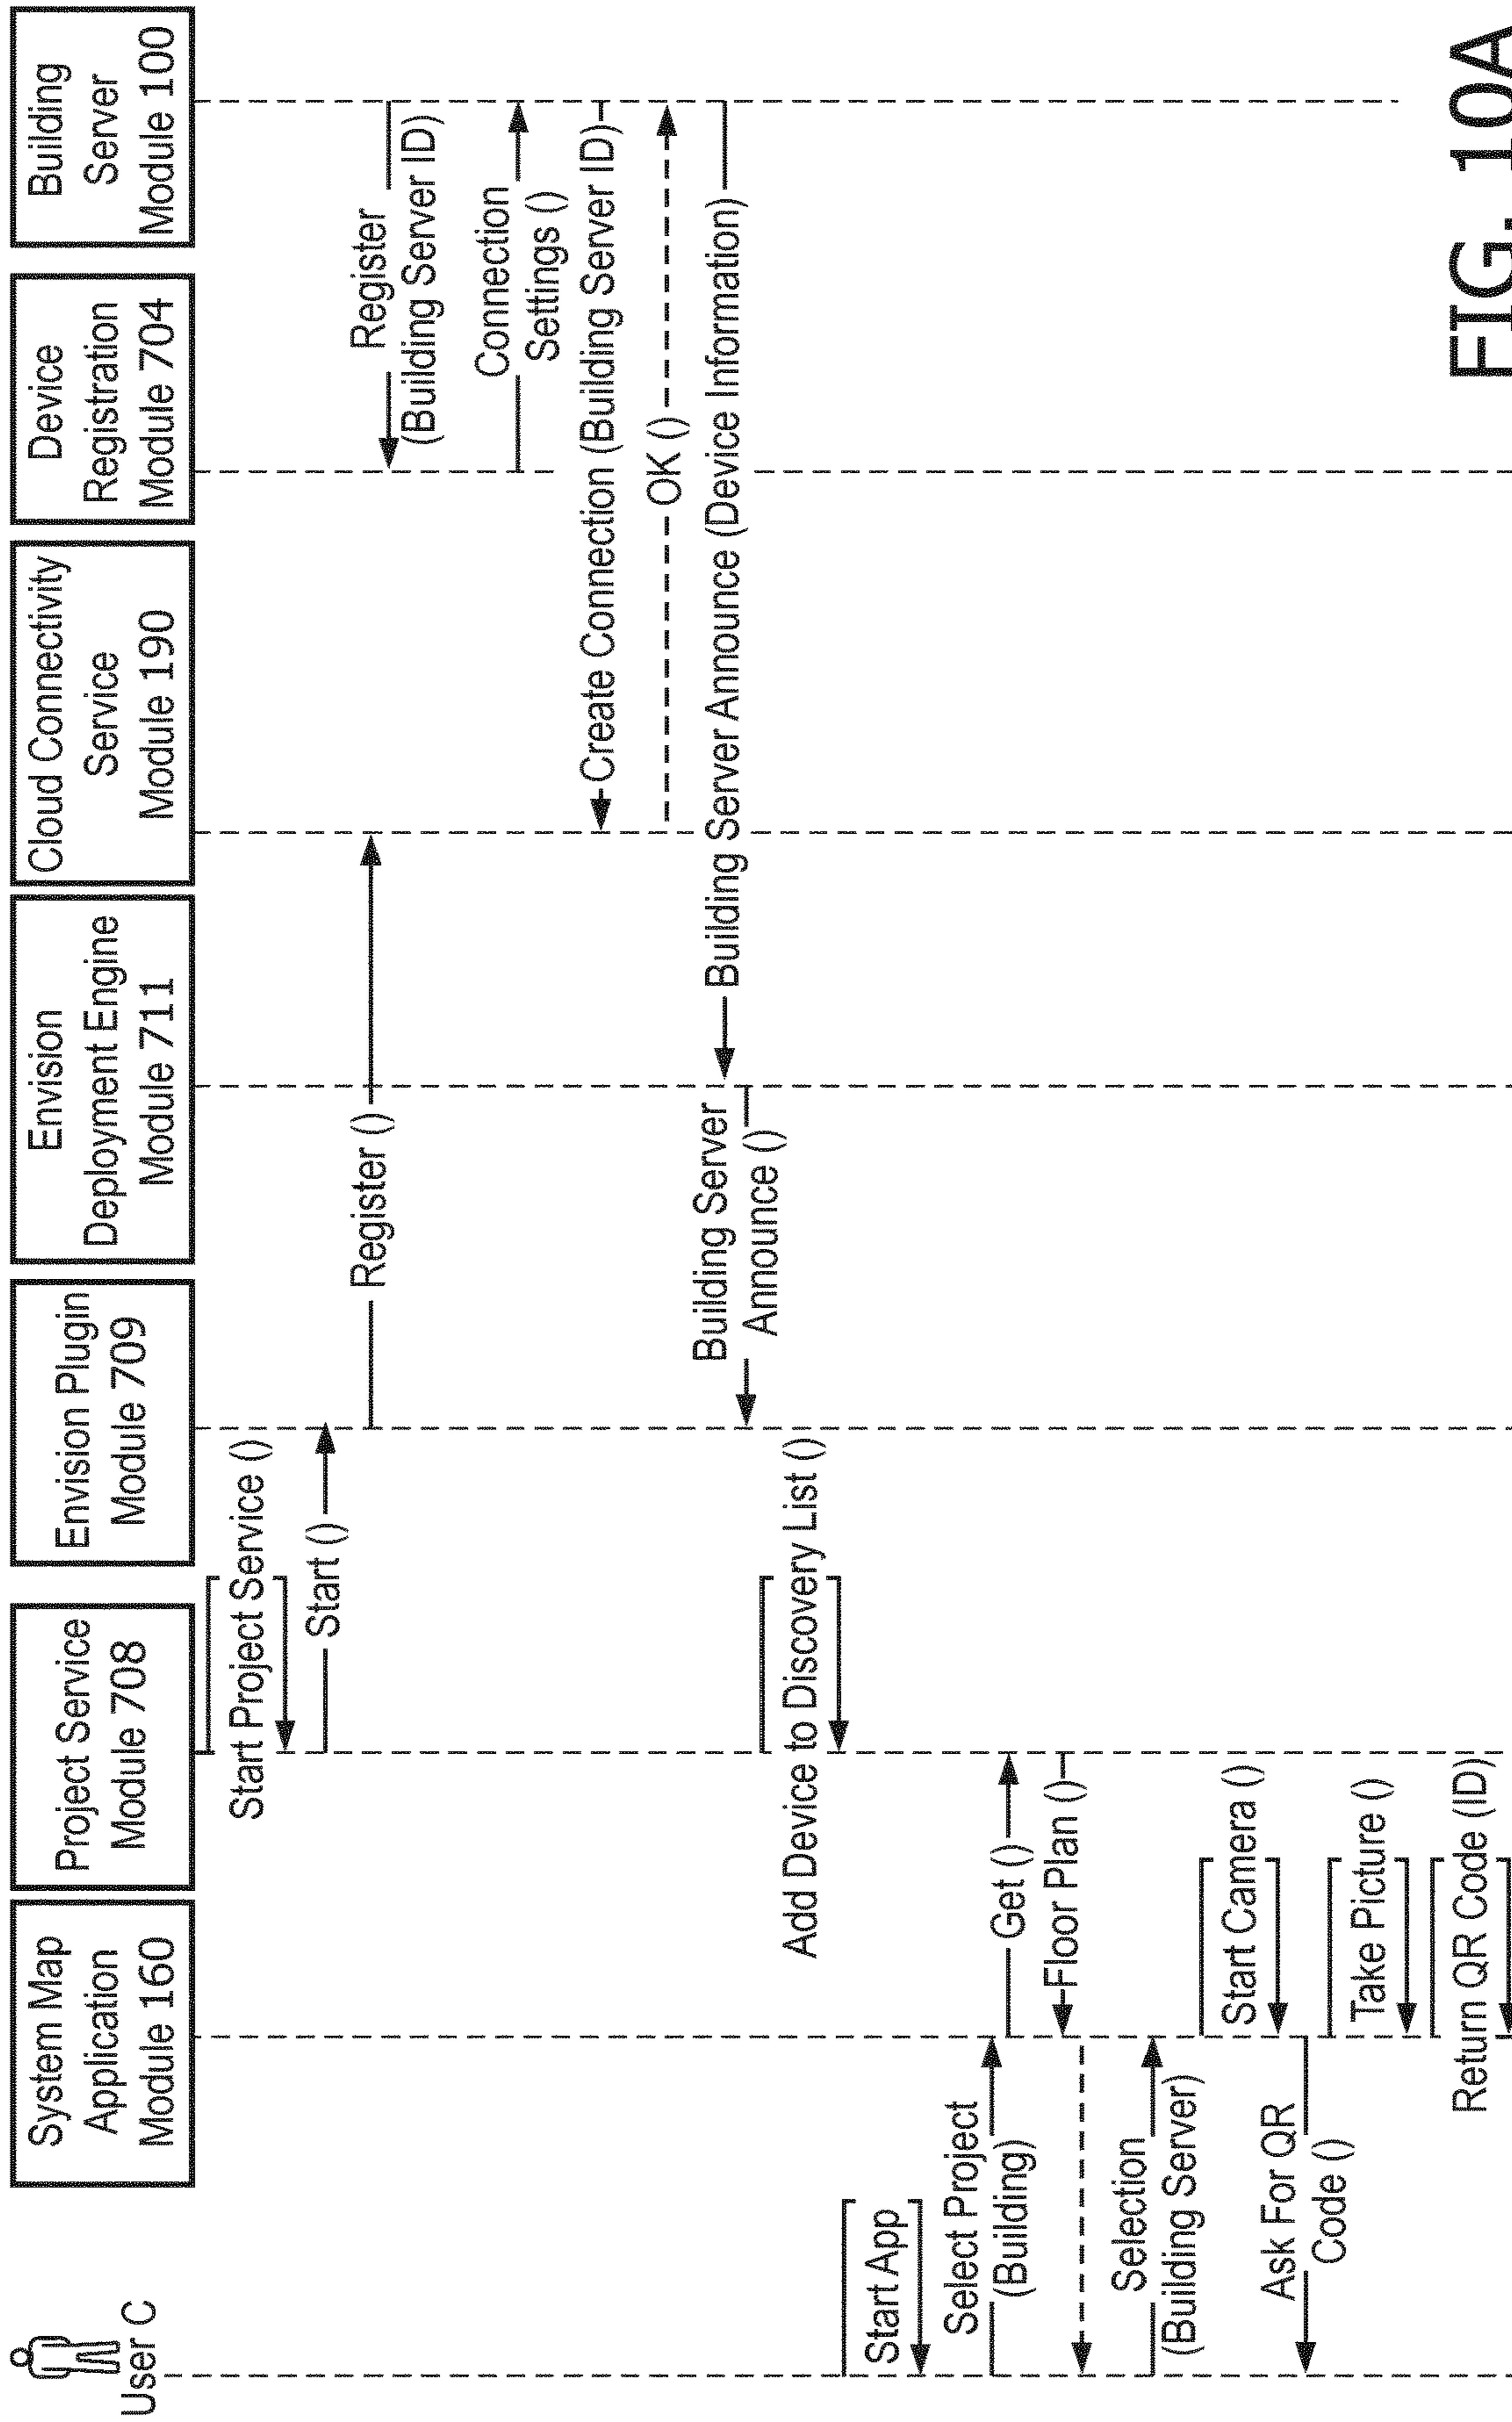 User C
System Map
Application
Module 160
Project Service
Module 708
Envision Plugin
Module 709
Envision
Deployment Engine
Module 711
Cloud Connectivity
Service
Module 190
Device
Registration
Module 704
Building
Server
Module 100
Start Project Service ()
Start ()
Register ()
Register
(Building Server ID)
Connection
Settings ()
Create Connection (Building Server ID)
OK ()
Building Server Announce (Device Information)
Building Server
Announce ()
Add Device to Discovery List ()
Start App
Select Project
(Building)
Get ()
Floor Plan ()
Selection
(Building Server)
Start Camera ()
Ask For QR
Code ()
Take Picture ()
Return QR Code (ID)
FIG. 10A